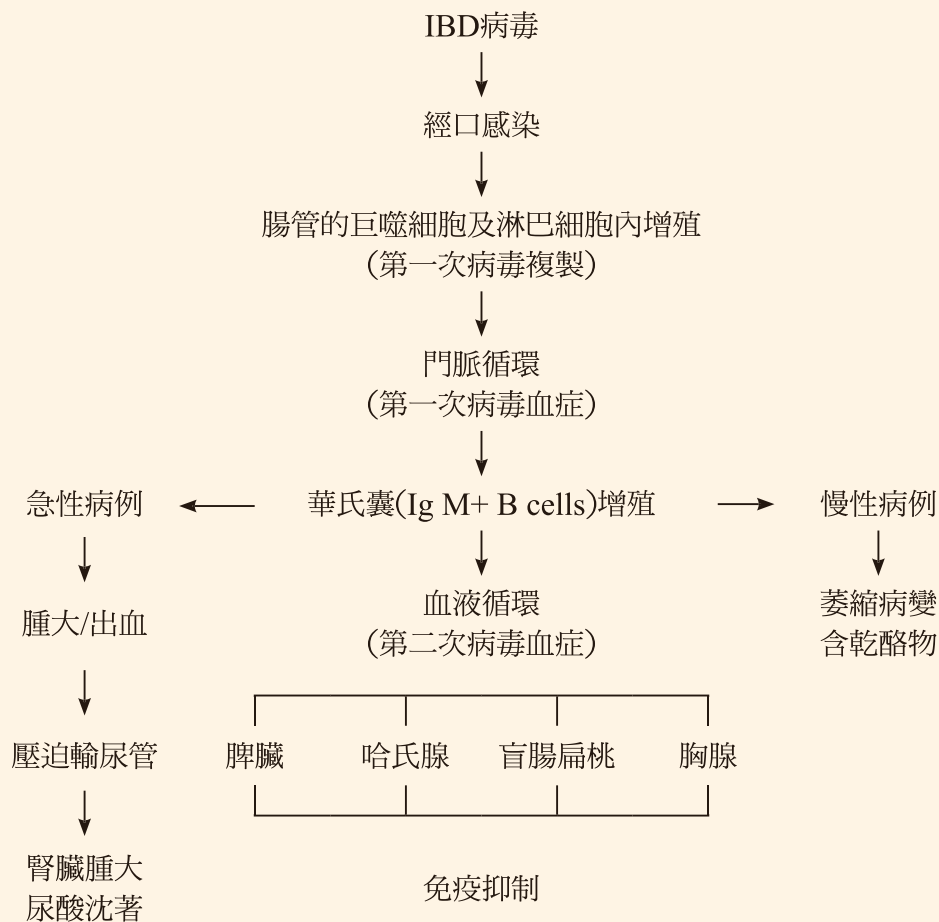 IBD病毒
經口感染
腸管的巨噬細胞及淋巴細胞內增殖
(第一次病毒複製)
門脈循環
(第一次病毒血症)
急性病例
華氏囊(Ig M+ B cells)增殖
慢性病例
腫大/出血
血液循環
(第二次病毒血症)
萎縮病變
含乾酪物
壓迫輸尿管
脾臟
哈氏腺
盲腸扁桃
胸腺
腎臟腫大
尿酸沈著
免疫抑制